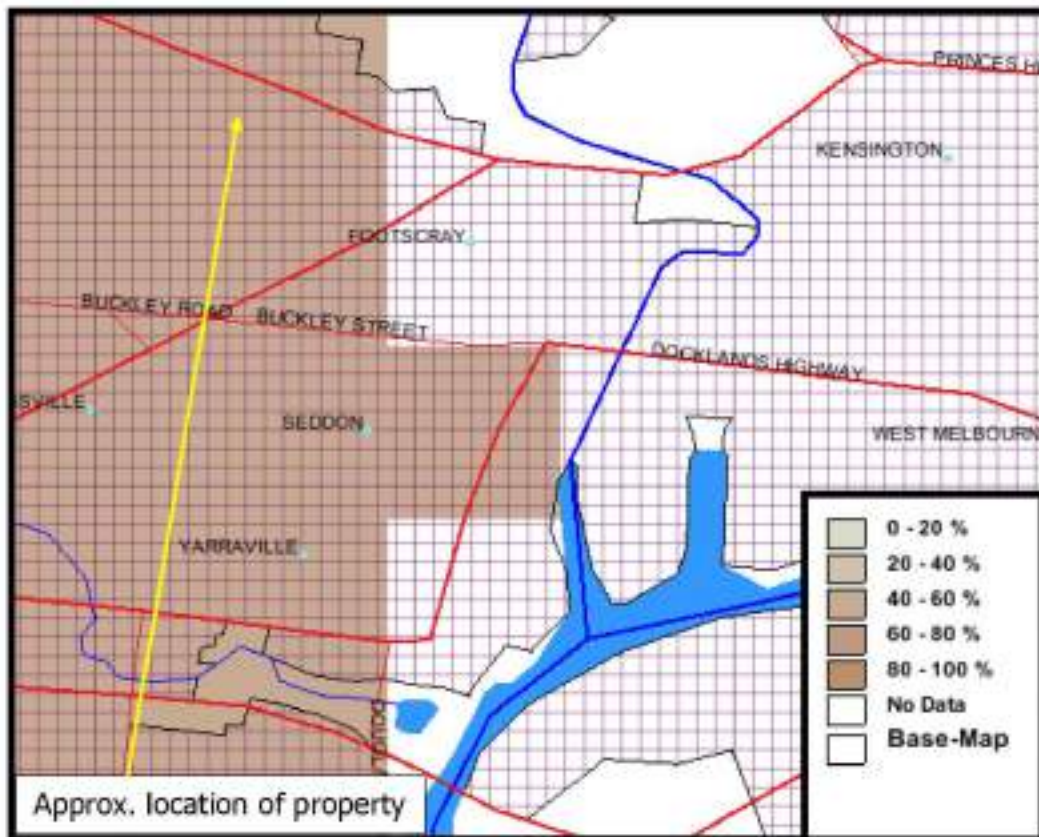 PRINCES H
KENSINGTON
FOOTSCRAY
BUCKLEY ROAD
BUCKLEY STREET
DOCKLANDS HIGHWAY
SVILLE
SEDDON
WEST MELBOURN
YARRAVILLE
0 - 20 %
20 - 40 %
40 - 60 %
60 - 80 %
80 - 100 %
No Data
Base-Map
Approx. location of property